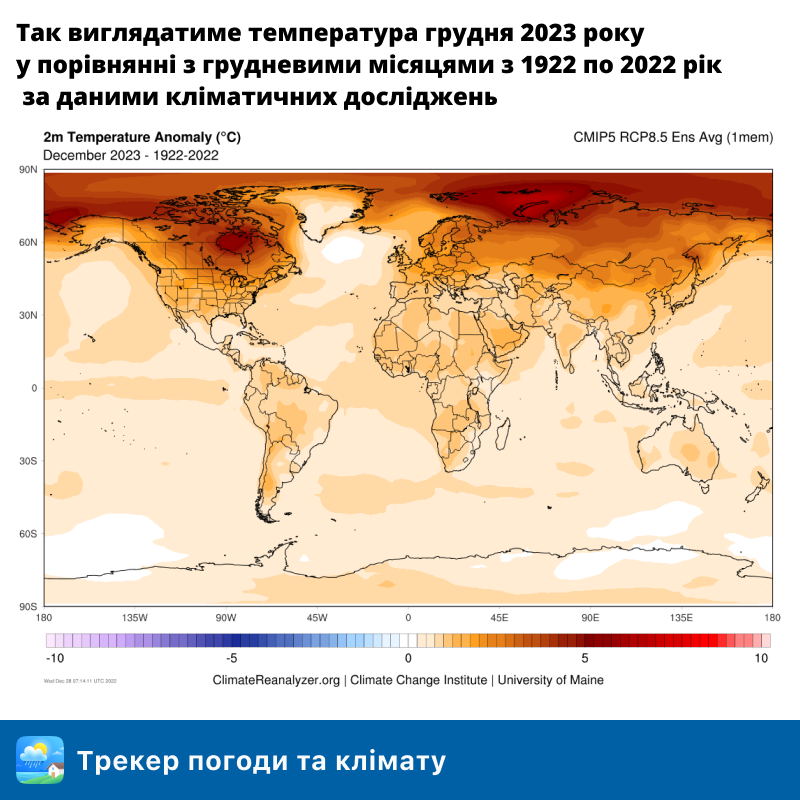 Так виглядатиме температура грудня 2023 року
у порівнянні з грудневими місяцями з 1922 по 2022 рік
за даними кліматичних досліджень
2m Temperature Anomaly (°C)
CMIP5 RCP8.5 Ens Avg (1mem)
December 2023 - 1922-2022
90N
60N
30N
0
30S
60S
90S
180 135W 90W 45W 0 45E 90E 135E 180
-10 -5 0 5 10
Wed Dec 28 07:14:11 UTC 2022
ClimateReanalyzer.org | Climate Change Institute | University of Maine
Трекер погоди та клімату